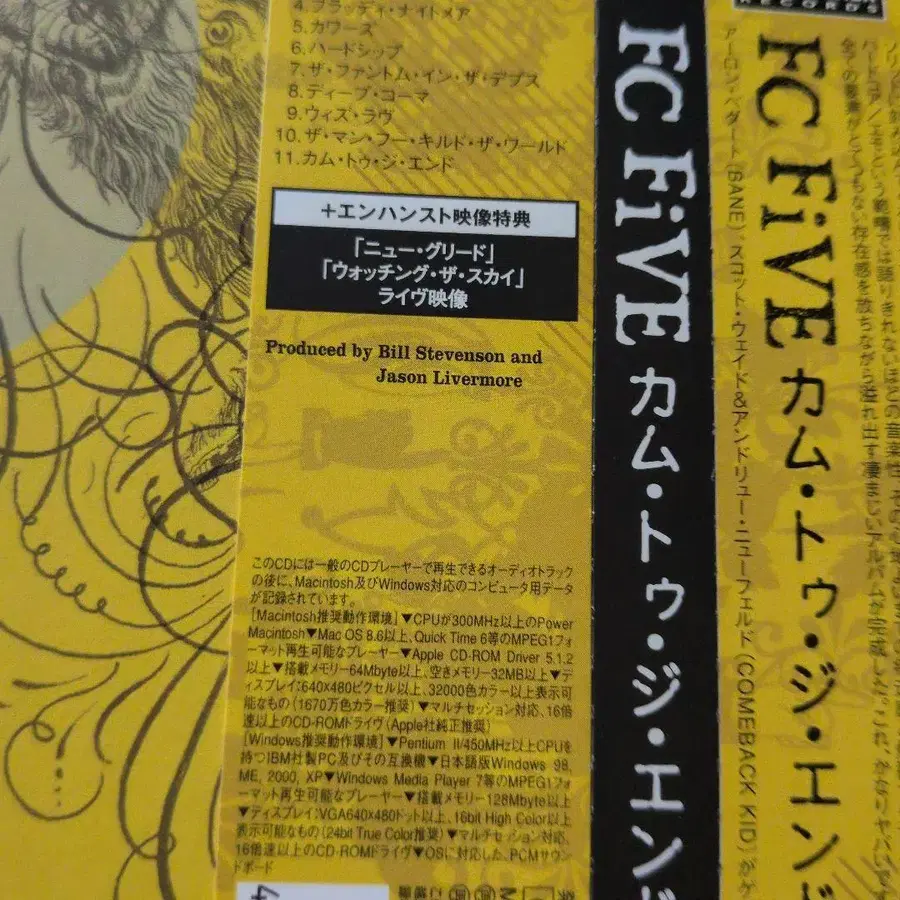 4.ブラッディ・ナイトメア
5.カワーズ
6.ハードシップ
7.ザ・ファントム・イン・ザ・デプス
8.ディープ・コーマ
9.ウィズ・ラヴ
10.ザ・マン・フー・キルド・ザ・ワールド
11.カム・トゥ・ジ・エンド
+エンハンスト映像特典
「ニュー・グリード」
「ウォッチング・ザ・スカイ」
ライヴ映像
Produced by Bill Stevenson and
Jason Livermore
このCDには一般のCDプレーヤーで再生できるオーディオトラック
の後に、Macintosh及びWindows対応のコンピュータ用データ
が記録されています。
[Macintosh推奨動作環境]▼CPUが300MHz以上のPower
Macintosh▼Mac OS 8.6以上、Quick Time 6等のMPEG1フォ
ーマット再生可能なプレーヤー▼Apple CD-ROM Driver 5.1.2
以上▼搭載メモリー64Mbyte以上、空きメモリー32MB以上▼デ
ィスプレイ:640x480ピクセル以上、32000色カラー以上表示可
能なもの(1670万色カラー推奨)▼マルチセッション対応、16倍
速以上のCD-ROMドライヴ(Apple社純正推奨)
[Windows推奨動作環境]▼Pentium II/450MHz以上CPUを
持つIBM社製PC及びその互換機▼日本語版Windows 98,
ME, 2000, XP▼Windows Media Player 7等のMPEG1フォ
ーマット再生可能なプレーヤー▼搭載メモリー128Mbyte以上
▼ディスプレイ:VGA640x480ドット以上、16bit High Color以上
表示可能なもの(24bit True Color推奨)▼マルチセッション対応、
16倍速以上のCD-ROMドライヴ▼OSに対応した、PCMサウン
ドボード
FC FiVE カム・トゥ・ジ・エンド
RECORDS
FC FiVE カム・トゥ・ジ・エンド
アーロン・ダード(BANE)、スコット・ウェイド&アンドリュー・ニューフェルド(COMEBACK KID)